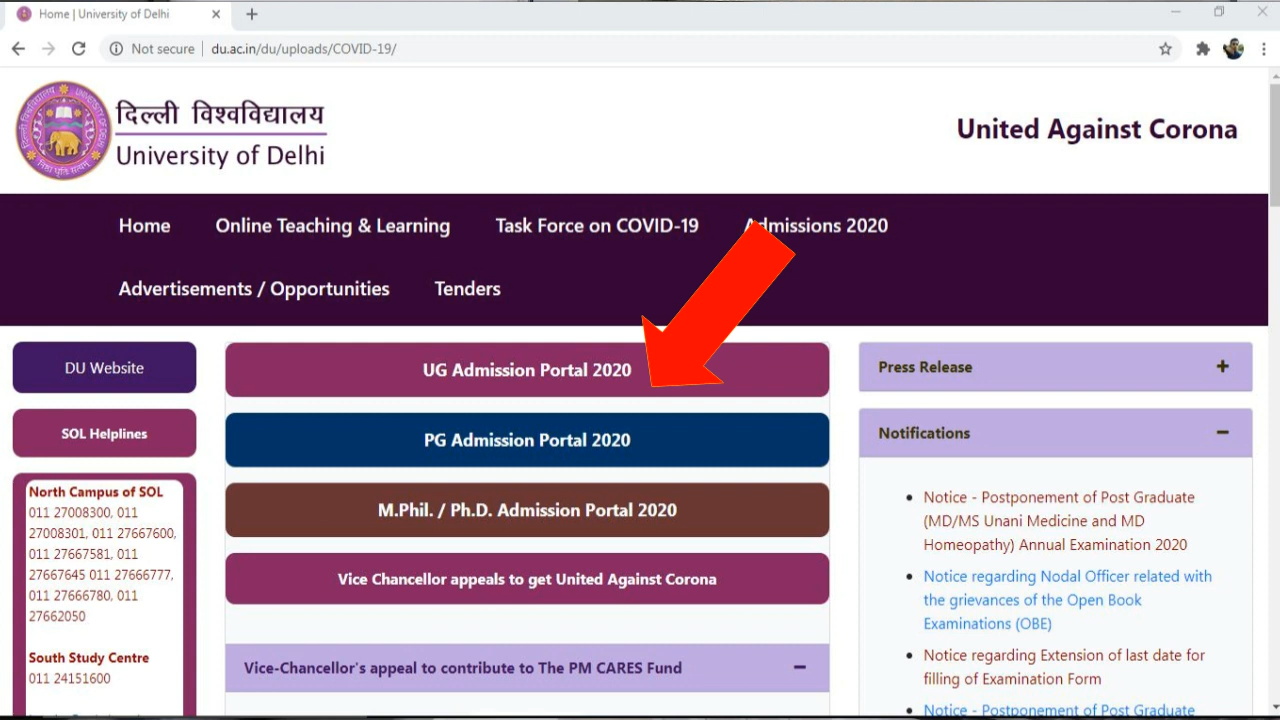 Home | University of Delhi
Not secure
du.ac.in/du/uploads/COVID-19/
दिल्ली विश्वविद्यालय
University of Delhi
United Against Corona
Home
Online Teaching & Learning
Task Force on COVID-19
Admissions 2020
Advertisements / Opportunities
Tenders
DU Website
SOL Helplines
North Campus of SOL
011 27008300, 011
27008301, 011 27667600,
011 27667581, 011
27667645 011 27666777,
011 27666780, 011
27662050
South Study Centre
011 24151600
UG Admission Portal 2020
PG Admission Portal 2020
M.Phil. / Ph.D. Admission Portal 2020
Vice Chancellor appeals to get United Against Corona
Vice-Chancellor's appeal to contribute to The PM CARES Fund
Press Release
Notifications
Notice - Postponement of Post Graduate
(MD/MS Unani Medicine and MD
Homeopathy) Annual Examination 2020
Notice regarding Nodal Officer related with
the grievances of the Open Book
Examinations (OBE)
Notice regarding Extension of last date for
filling of Examination Form
Notice - Postponement of Post Graduate